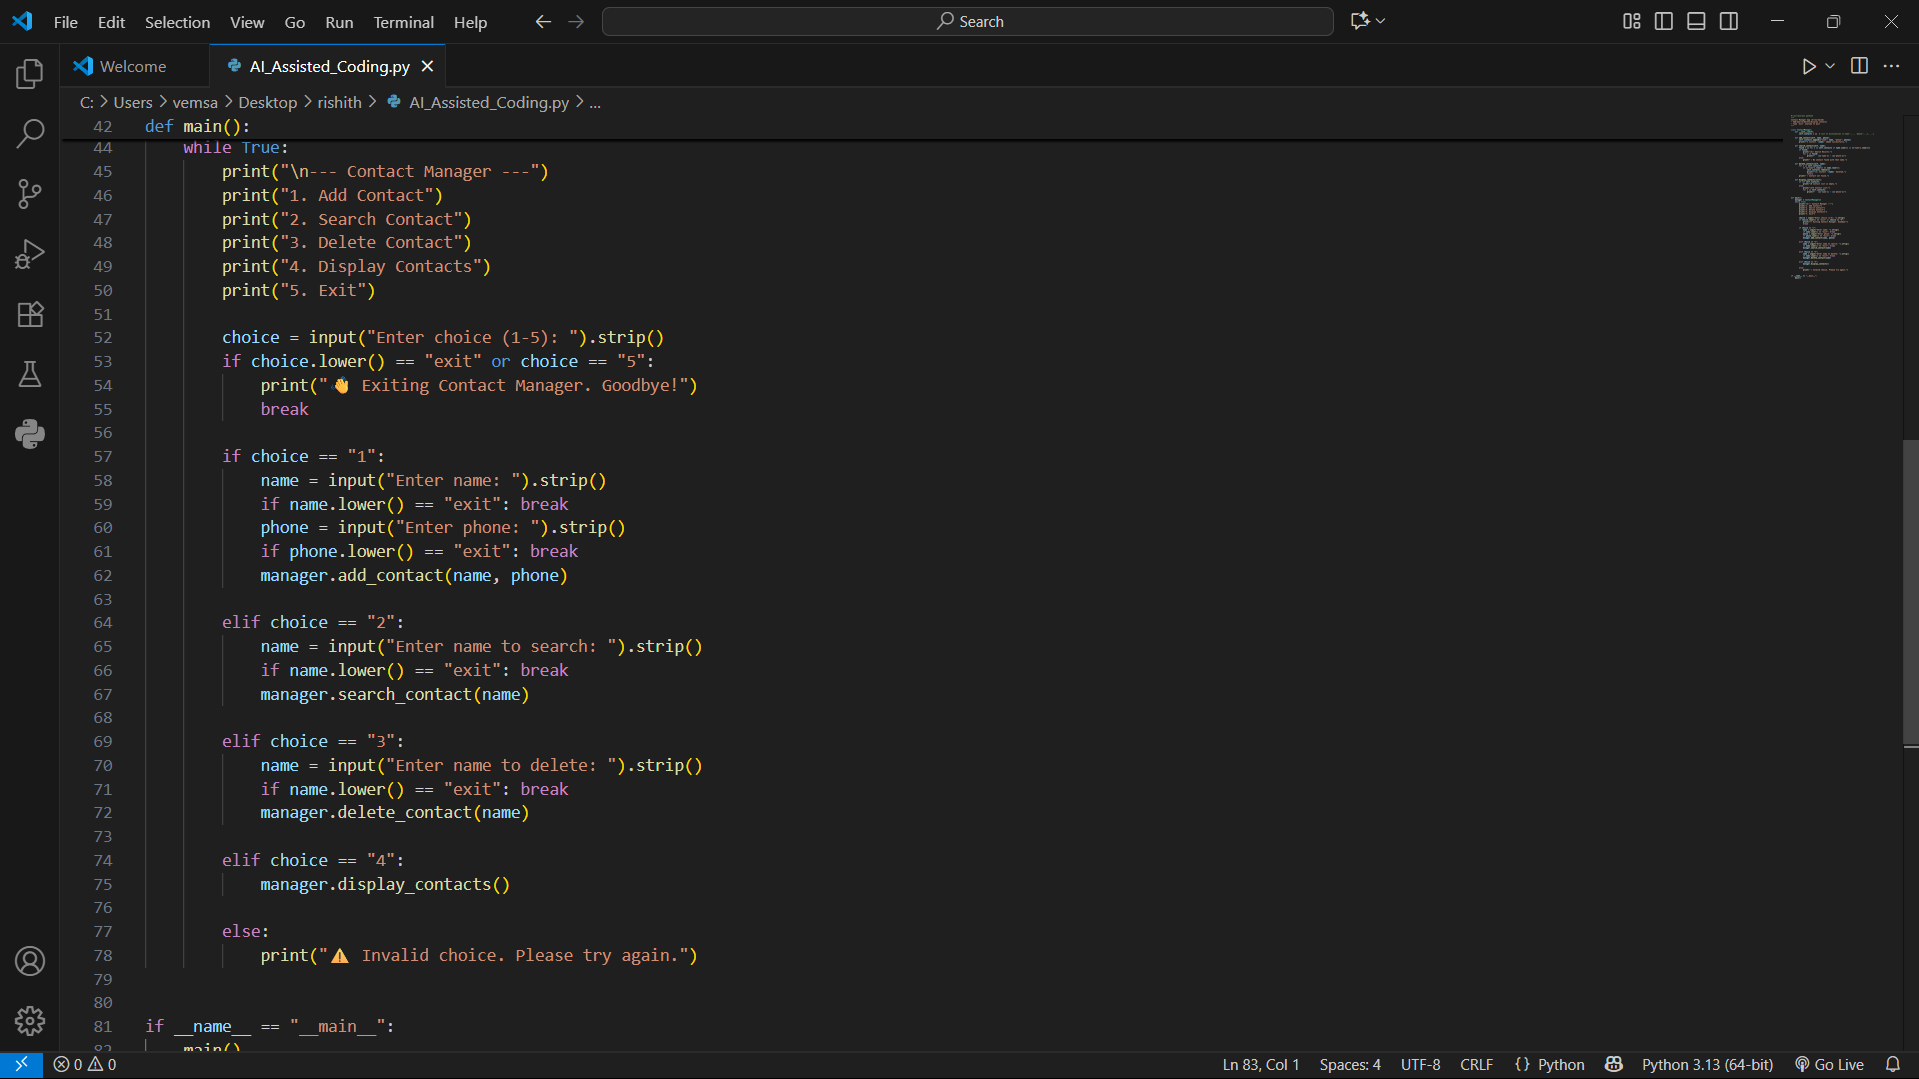 File Edit Selection View Go Run Terminal Help Search
Welcome AI_Assisted_Coding.py
C: > Users > vemsa > Desktop > rishith > AI_Assisted_Coding.py > ...
42 def main():
44 while True:
45 print("\n--- Contact Manager ---")
46 print("1. Add Contact")
47 print("2. Search Contact")
48 print("3. Delete Contact")
49 print("4. Display Contacts")
50 print("5. Exit")
51
52 choice = input("Enter choice (1-5): ").strip()
53 if choice.lower() == "exit" or choice == "5":
54 print("👋 Exiting Contact Manager. Goodbye!")
55 break
56
57 if choice == "1":
58 name = input("Enter name: ").strip()
59 if name.lower() == "exit": break
60 phone = input("Enter phone: ").strip()
61 if phone.lower() == "exit": break
62 manager.add_contact(name, phone)
63
64 elif choice == "2":
65 name = input("Enter name to search: ").strip()
66 if name.lower() == "exit": break
67 manager.search_contact(name)
68
69 elif choice == "3":
70 name = input("Enter name to delete: ").strip()
71 if name.lower() == "exit": break
72 manager.delete_contact(name)
73
74 elif choice == "4":
75 manager.display_contacts()
76
77 else:
78 print("⚠️ Invalid choice. Please try again.")
79
80
81 if __name__ == "__main__":
82 main()
0 0 Ln 83, Col 1 Spaces: 4 UTF-8 CRLF {} Python Python 3.13 (64-bit) Go Live